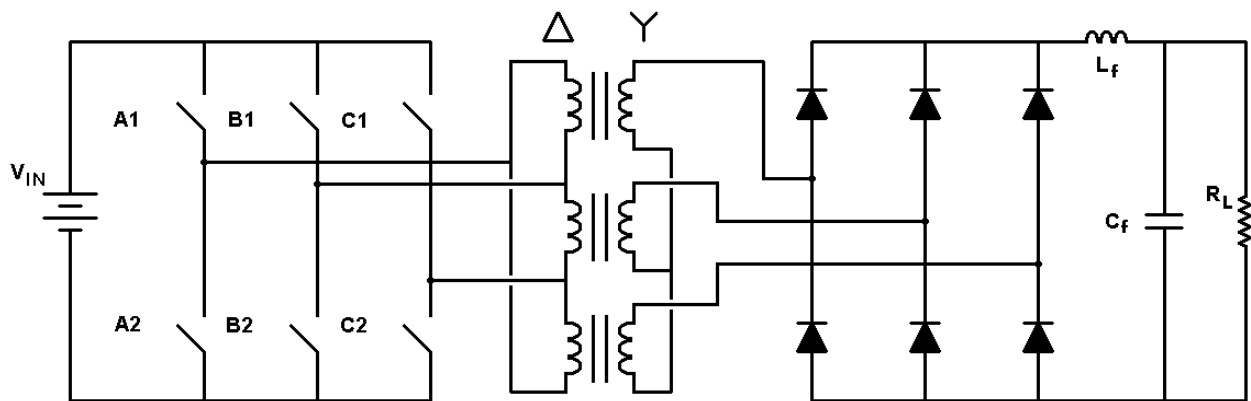 Δ Y
A1 B1 C1
L_f
V_IN
R_L
C_f
A2 B2 C2